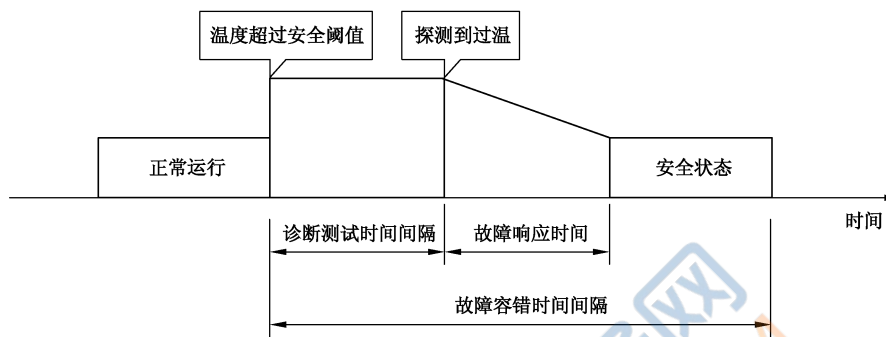 温度超过安全阈值
探测到过温
正常运行
安全状态
时间
诊断测试时间间隔
故障响应时间
故障容错时间间隔
网